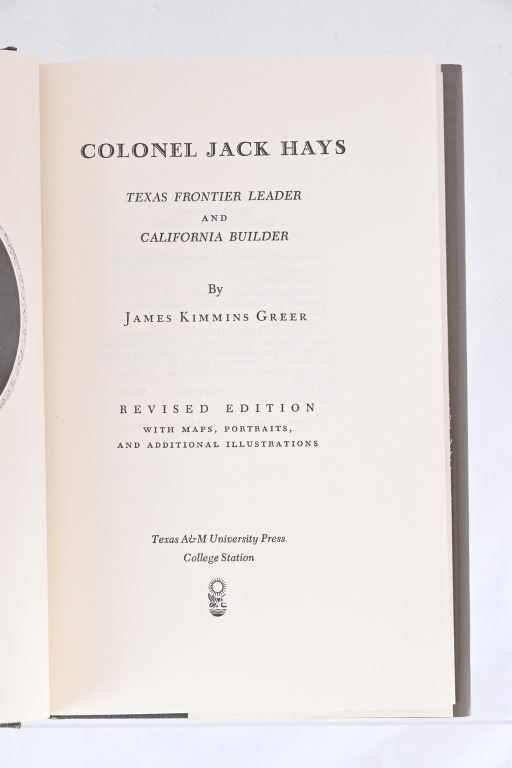 COLONEL JACK HAYS
TEXAS FRONTIER LEADER
AND
CALIFORNIA BUILDER
By
JAMES KIMMINS GREER
REVISED EDITION
WITH MAPS, PORTRAITS,
AND ADDITIONAL ILLUSTRATIONS
Texas A&M University Press
College Station